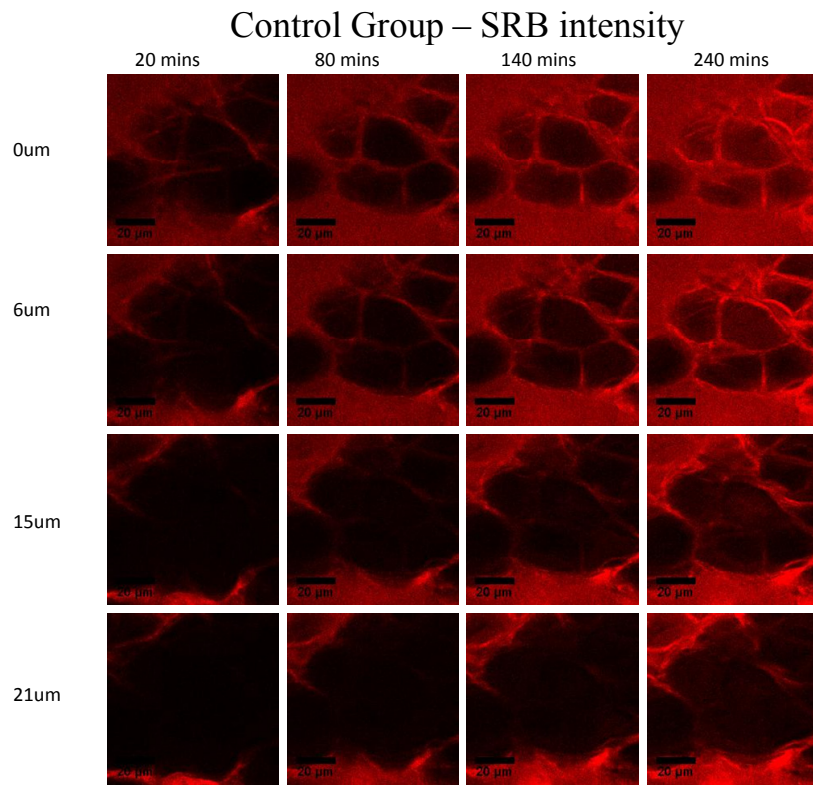 Control Group – SRB intensity
20 mins 80 mins 140 mins 240 mins
0um
20 µm 20 µm 20 µm 20 µm
6um
20 µm 20 µm 20 µm 20 µm
15um
20 µm 20 µm 20 µm 20 µm
21um
20 µm 20 µm 20 µm 20 µm